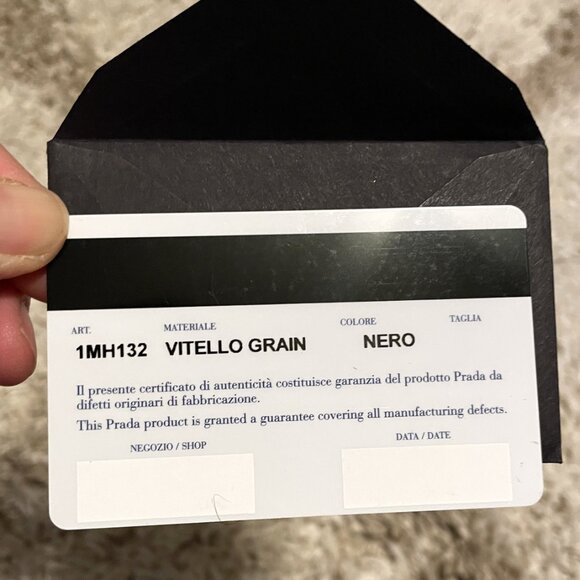 ART. MATERIALE COLORE TAGLIA
1MH132 VITELLO GRAIN NERO
Il presente certificato di autenticità costituisce garanzia del prodotto Prada da
difetti originari di fabbricazione.
This Prada product is granted a guarantee covering all manufacturing defects.
NEGOZIO / SHOP DATA / DATE